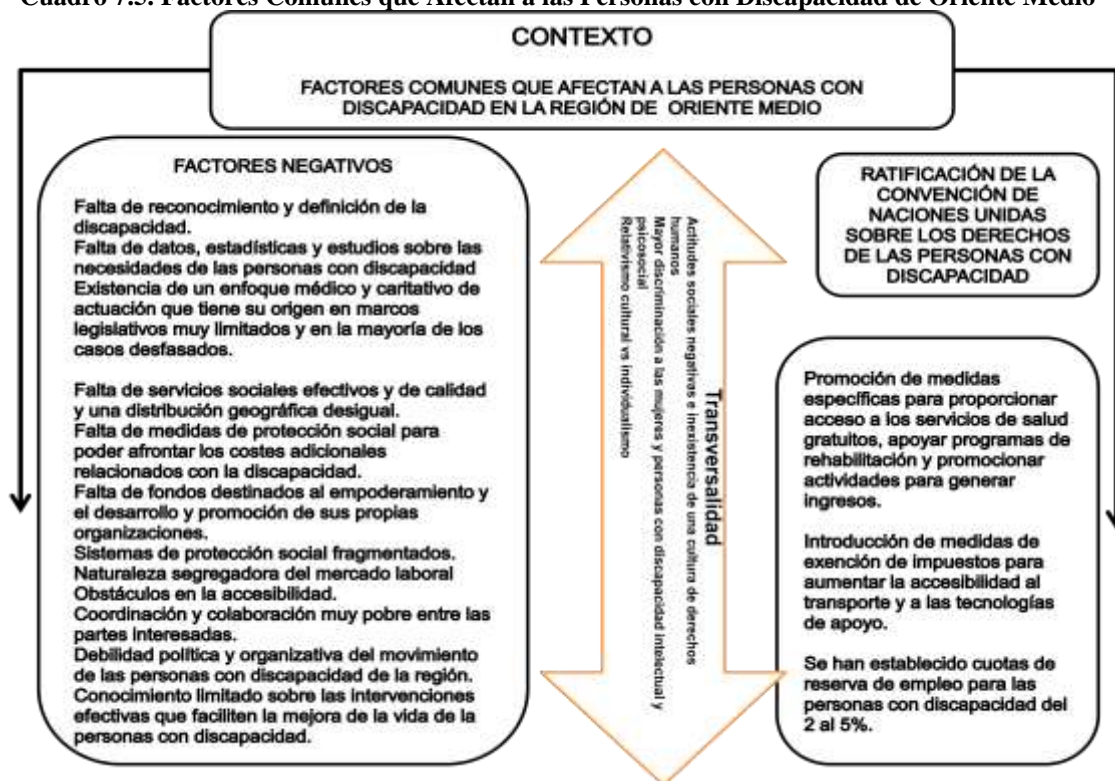 Cuadro 7.3. Factores Comunes que Afectan a las Personas con Discapacidad de Oriente Medio
CONTEXTO
FACTORES COMUNES QUE AFECTAN A LAS PERSONAS CON
DISCAPACIDAD EN LA REGIÓN DE ORIENTE MEDIO
FACTORES NEGATIVOS
Falta de reconocimiento y definición de la
discapacidad.
Falta de datos, estadísticas y estudios sobre las
necesidades de las personas con discapacidad
Existencia de un enfoque médico y caritativo de
actuación que tiene su origen en marcos
legislativos muy limitados y en la mayoría de los
casos desfasados.
Falta de servicios sociales efectivos y de calidad
y una distribución geográfica desigual.
Falta de medidas de protección social para
poder afrontar los costes adicionales
relacionados con la discapacidad.
Falta de fondos destinados al empoderamiento y
el desarrollo y promoción de sus propias
organizaciones.
Sistemas de protección social fragmentados.
Naturaleza segregadora del mercado laboral
Obstáculos en la accesibilidad.
Coordinación y colaboración muy pobre entre las
partes interesadas.
Debilidad política y organizativa del movimiento
de las personas con discapacidad de la región.
Conocimiento limitado sobre las intervenciones
efectivas que faciliten la mejora de la vida de la
personas con discapacidad.
Transversalidad
Actitudes sociales negativas e inexistencia de una cultura de derechos
humanos
Mayor discriminación a las mujeres y personas con discapacidad intelectual y
psicosocial
Relativismo cultural vs individualismo
RATIFICACIÓN DE LA
CONVENCIÓN DE
NACIONES UNIDAS
SOBRE LOS DERECHOS
DE LAS PERSONAS CON
DISCAPACIDAD
Promoción de medidas
específicas para proporcionar
acceso a los servicios de salud
gratuitos, apoyar programas de
rehabilitación y promocionar
actividades para generar
ingresos.
Introducción de medidas de
exención de impuestos para
aumentar la accesibilidad al
transporte y a las tecnologías
de apoyo.
Se han establecido cuotas de
reserva de empleo para las
personas con discapacidad del
2 al 5%.